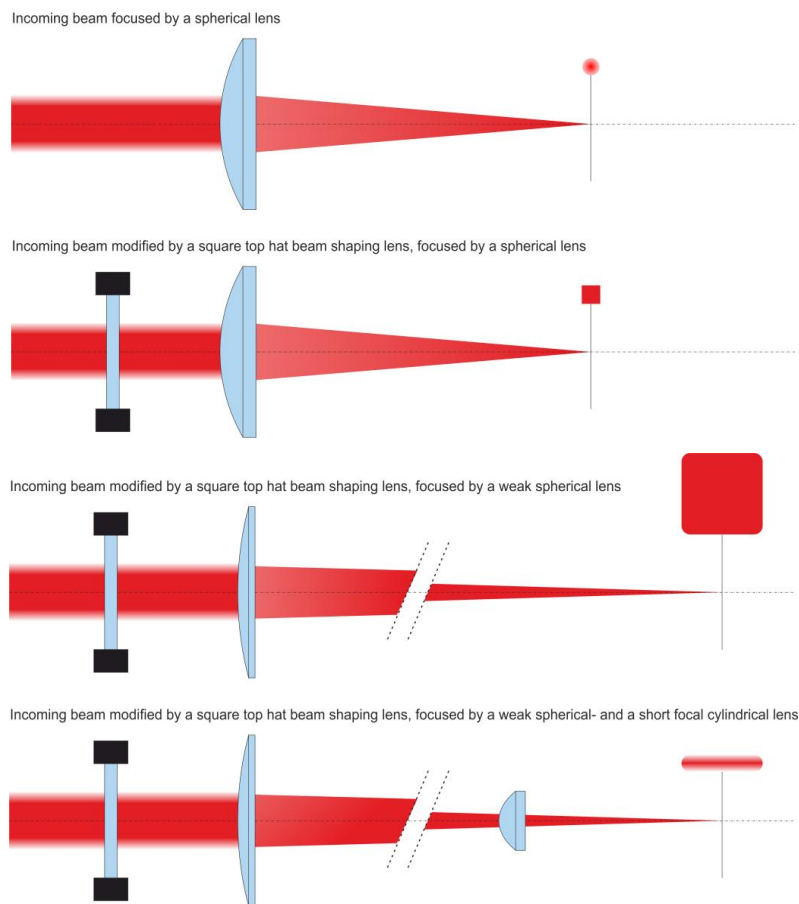 Incoming beam focused by a spherical lens
Incoming beam modified by a square top hat beam shaping lens, focused by a spherical lens
Incoming beam modified by a square top hat beam shaping lens, focused by a weak spherical lens
Incoming beam modified by a square top hat beam shaping lens, focused by a weak spherical- and a short focal cylindrical lens